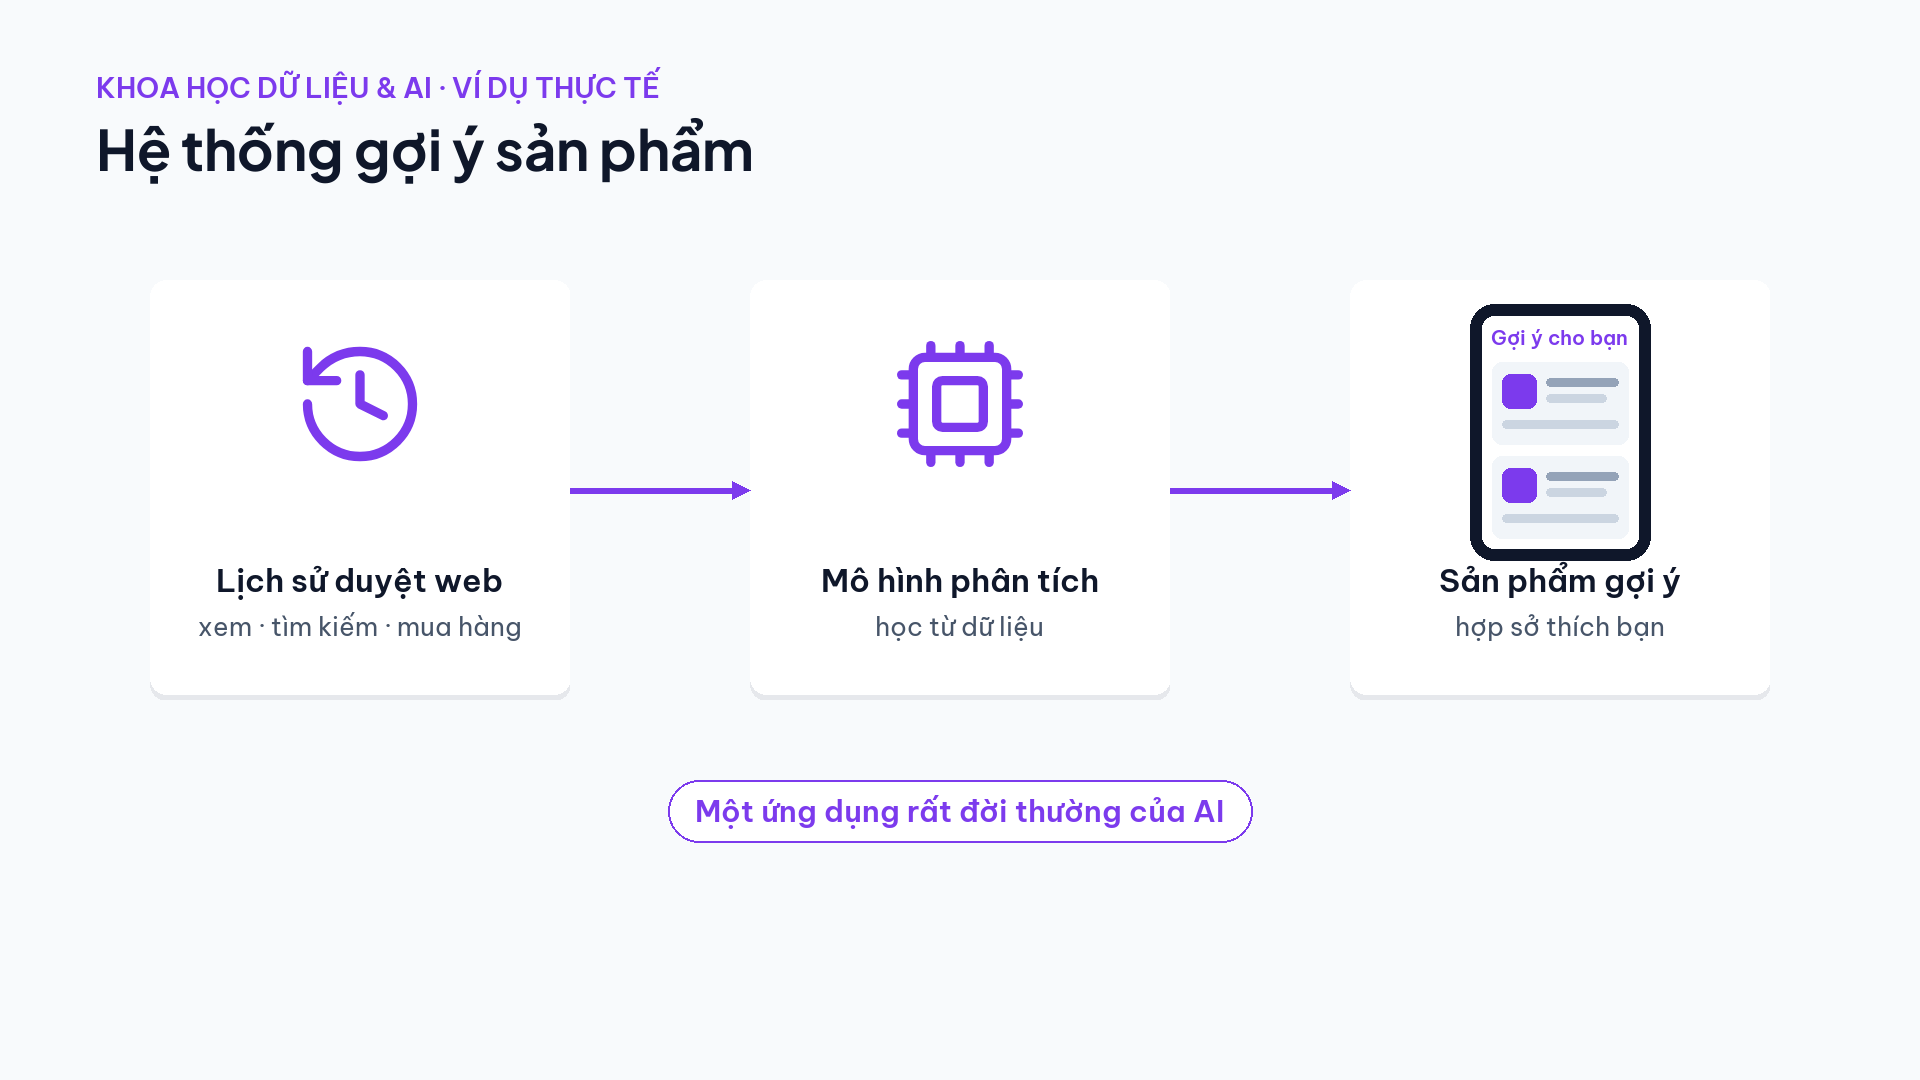 KHOA HỌC DỮ LIỆU & AI · VÍ DỤ THỰC TẾ
Hệ thống gợi ý sản phẩm
Lịch sử duyệt web
xem · tìm kiếm · mua hàng
Mô hình phân tích
học từ dữ liệu
Gợi ý cho bạn
Sản phẩm gợi ý
hợp sở thích bạn
Một ứng dụng rất đời thường của AI